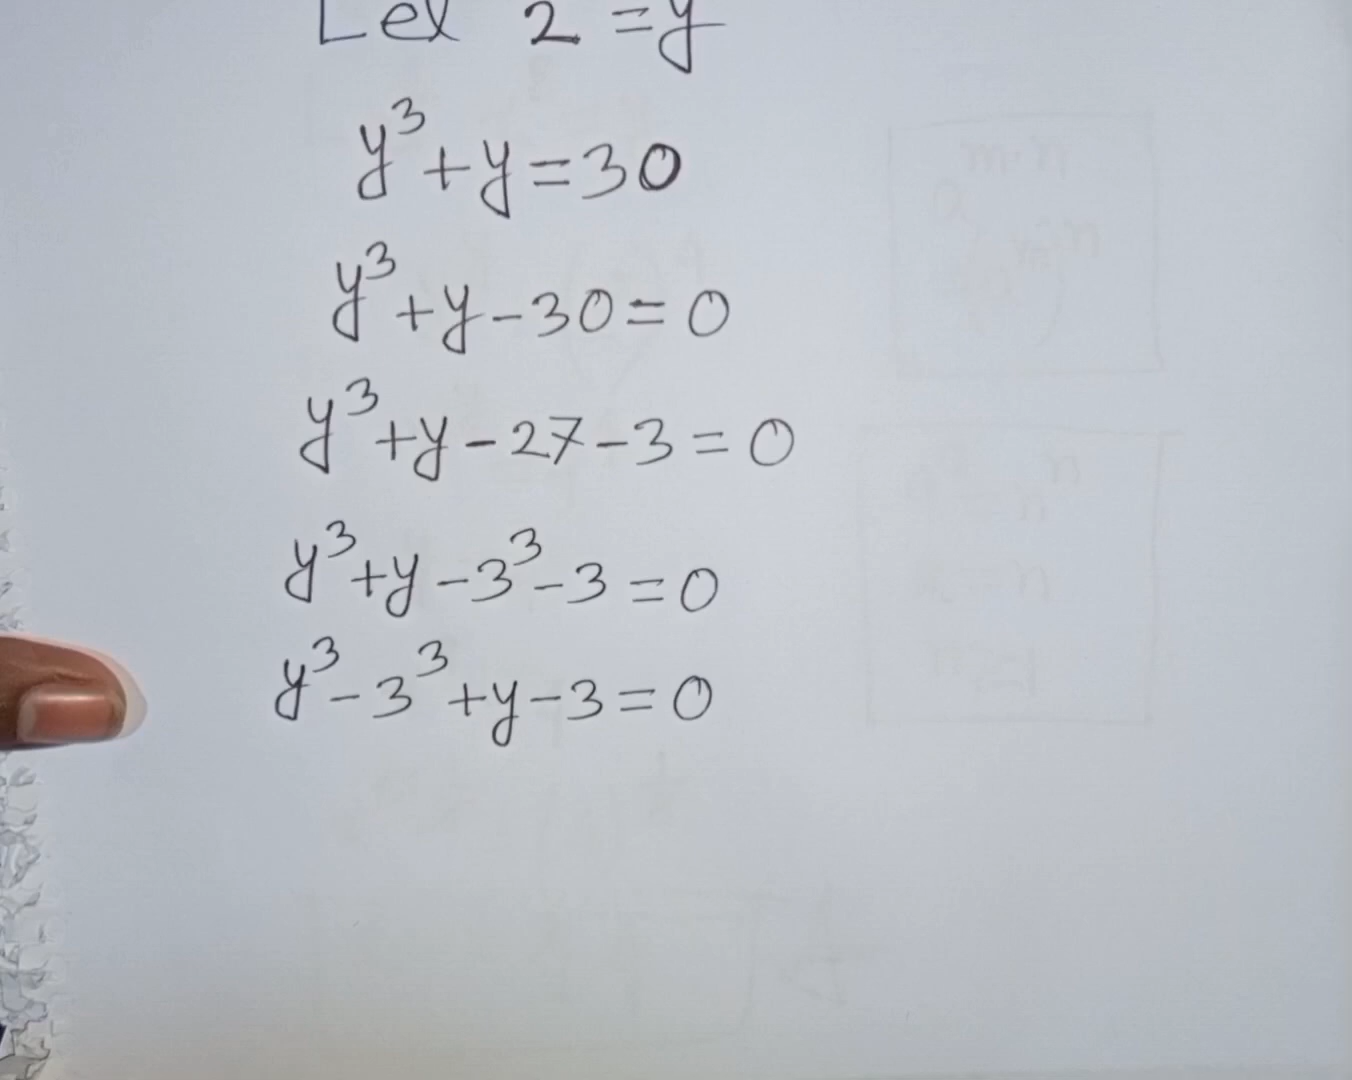 Let 2 = y
y³ + y = 30
y³ + y - 30 = 0
y³ + y - 27 - 3 = 0
y³ + y - 3³ - 3 = 0
y³ - 3³ + y - 3 = 0